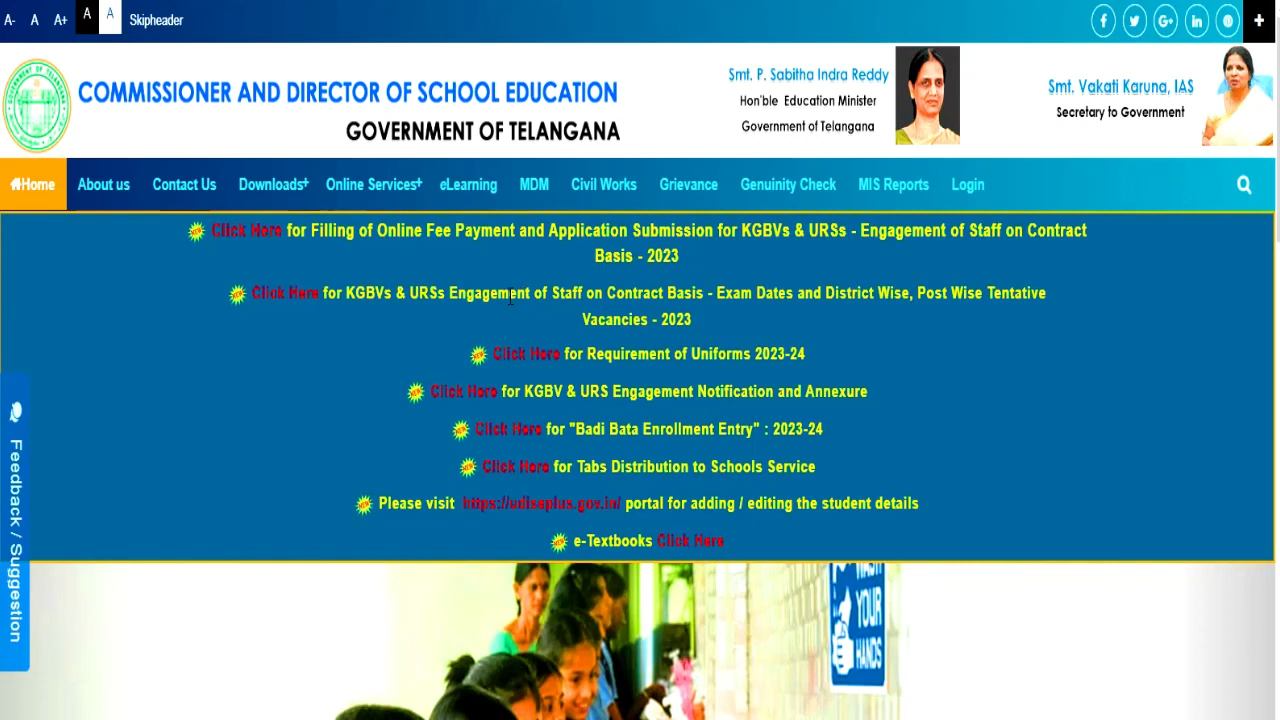 A- A A+ A A Skipheader
COMMISSIONER AND DIRECTOR OF SCHOOL EDUCATION
GOVERNMENT OF TELANGANA
Smt. P. Sabitha Indra Reddy
Hon'ble Education Minister
Government of Telangana
Smt. Vakati Karuna, IAS
Secretary to Government
Home About us Contact Us Downloads+ Online Services+ eLearning MDM Civil Works Grievance Genuinity Check MIS Reports Login
Click Here for Filling of Online Fee Payment and Application Submission for KGBVs & URSs - Engagement of Staff on Contract
Basis - 2023
Click Here for KGBVs & URSs Engagement of Staff on Contract Basis - Exam Dates and District Wise, Post Wise Tentative
Vacancies - 2023
Click Here for Requirement of Uniforms 2023-24
Click Here for KGBV & URS Engagement Notification and Annexure
Click Here for "Badi Bata Enrollment Entry" : 2023-24
Click Here for Tabs Distribution to Schools Service
Please visit https://udiseplus.gov.in/ portal for adding / editing the student details
e-Textbooks Click Here
Feedback / Suggestion
WASH
YOUR
HANDS